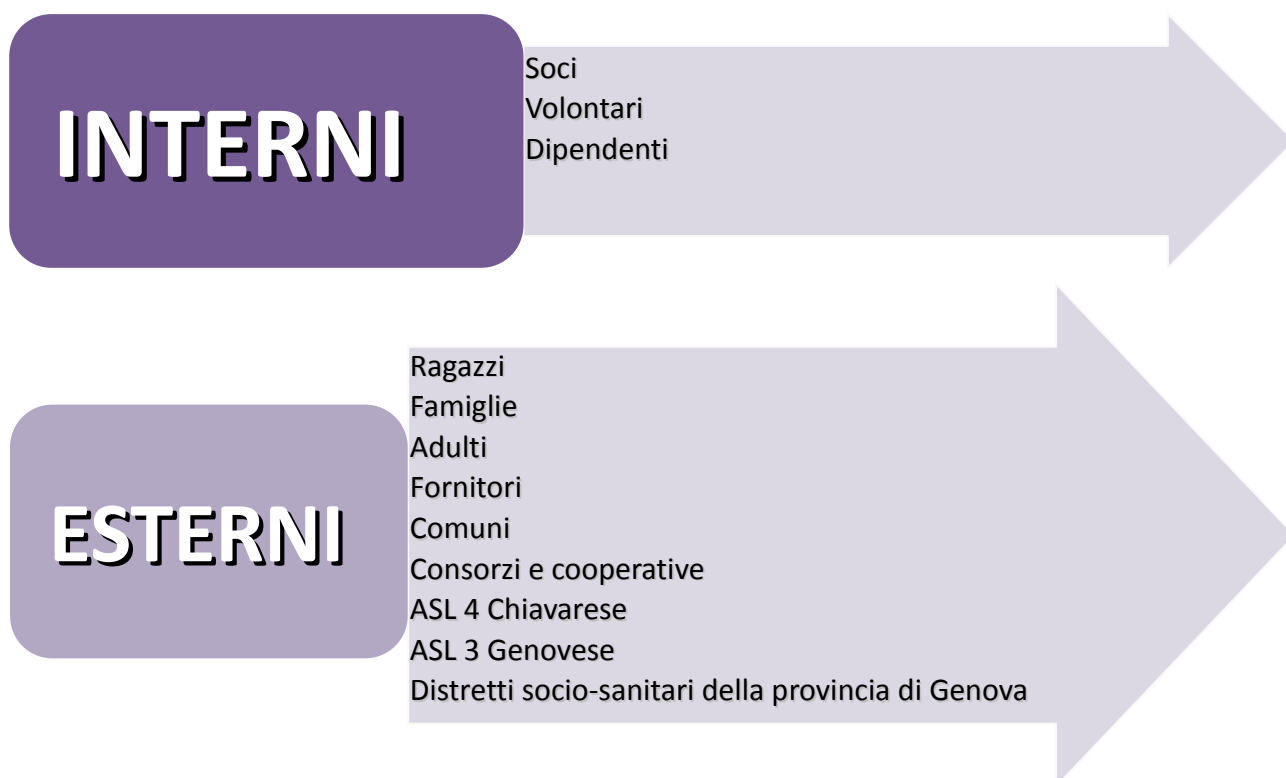 INTERNI
Soci
Volontari
Dipendenti
ESTERNI
Ragazzi
Famiglie
Adulti
Fornitori
Comuni
Consorzi e cooperative
ASL 4 Chiavarese
ASL 3 Genovese
Distretti socio-sanitari della provincia di Genova